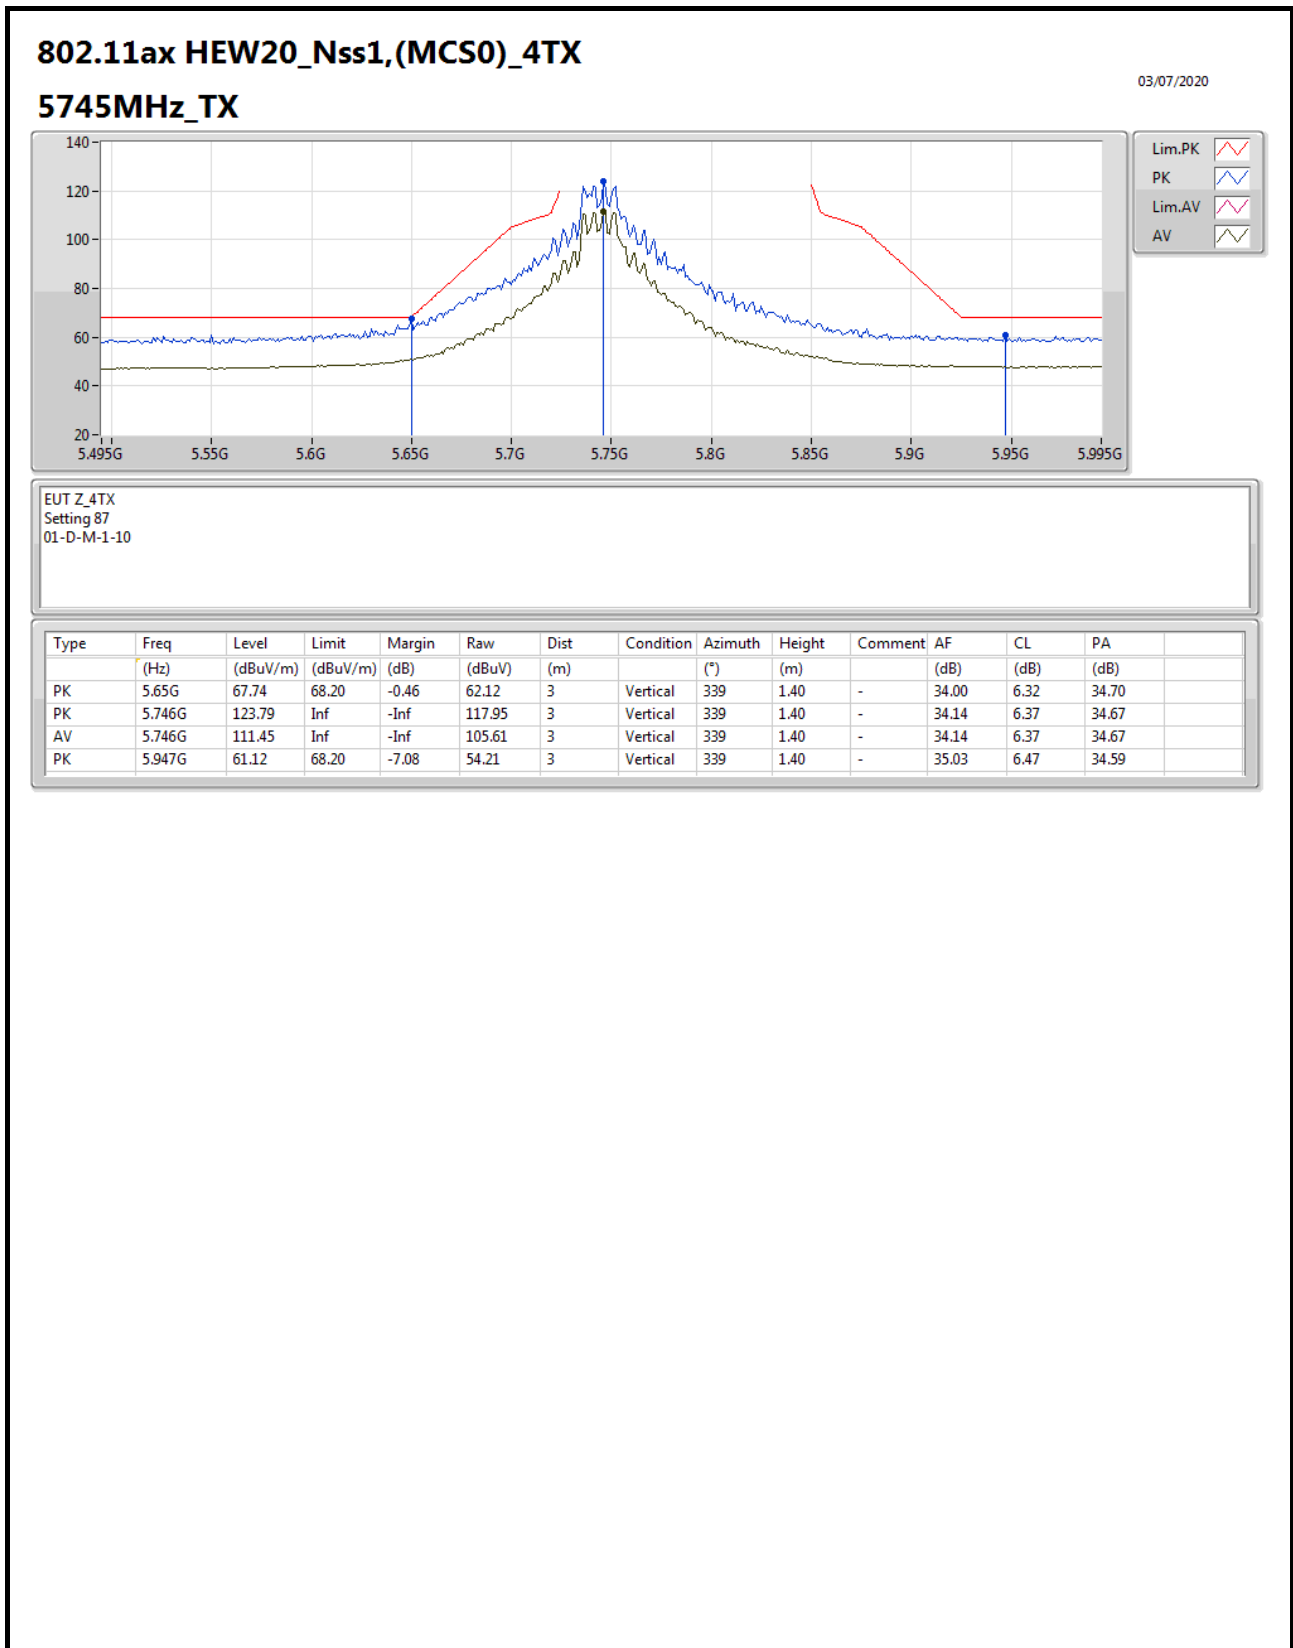 802.11ax HEW20_Nss1,(MCS0)_4TX
03/07/2020
5745MHz_TX
140
120
100
80
60
40
20
5.495G 5.55G 5.6G 5.65G 5.7G 5.75G 5.8G 5.85G 5.9G 5.95G 5.995G
Lim.PK
PK
Lim.AV
AV
EUT Z_4TX
Setting 87
01-D-M-1-10
Type Freq Level Limit Margin Raw Dist Condition Azimuth Height Comment AF CL PA
(Hz) (dBuV/m) (dBuV/m) (dB) (dBuV) (m) (°) (m) (dB) (dB) (dB)
PK 5.65G 67.74 68.20 -0.46 62.12 3 Vertical 339 1.40 - 34.00 6.32 34.70
PK 5.746G 123.79 Inf -Inf 117.95 3 Vertical 339 1.40 - 34.14 6.37 34.67
AV 5.746G 111.45 Inf -Inf 105.61 3 Vertical 339 1.40 - 34.14 6.37 34.67
PK 5.947G 61.12 68.20 -7.08 54.21 3 Vertical 339 1.40 - 35.03 6.47 34.59